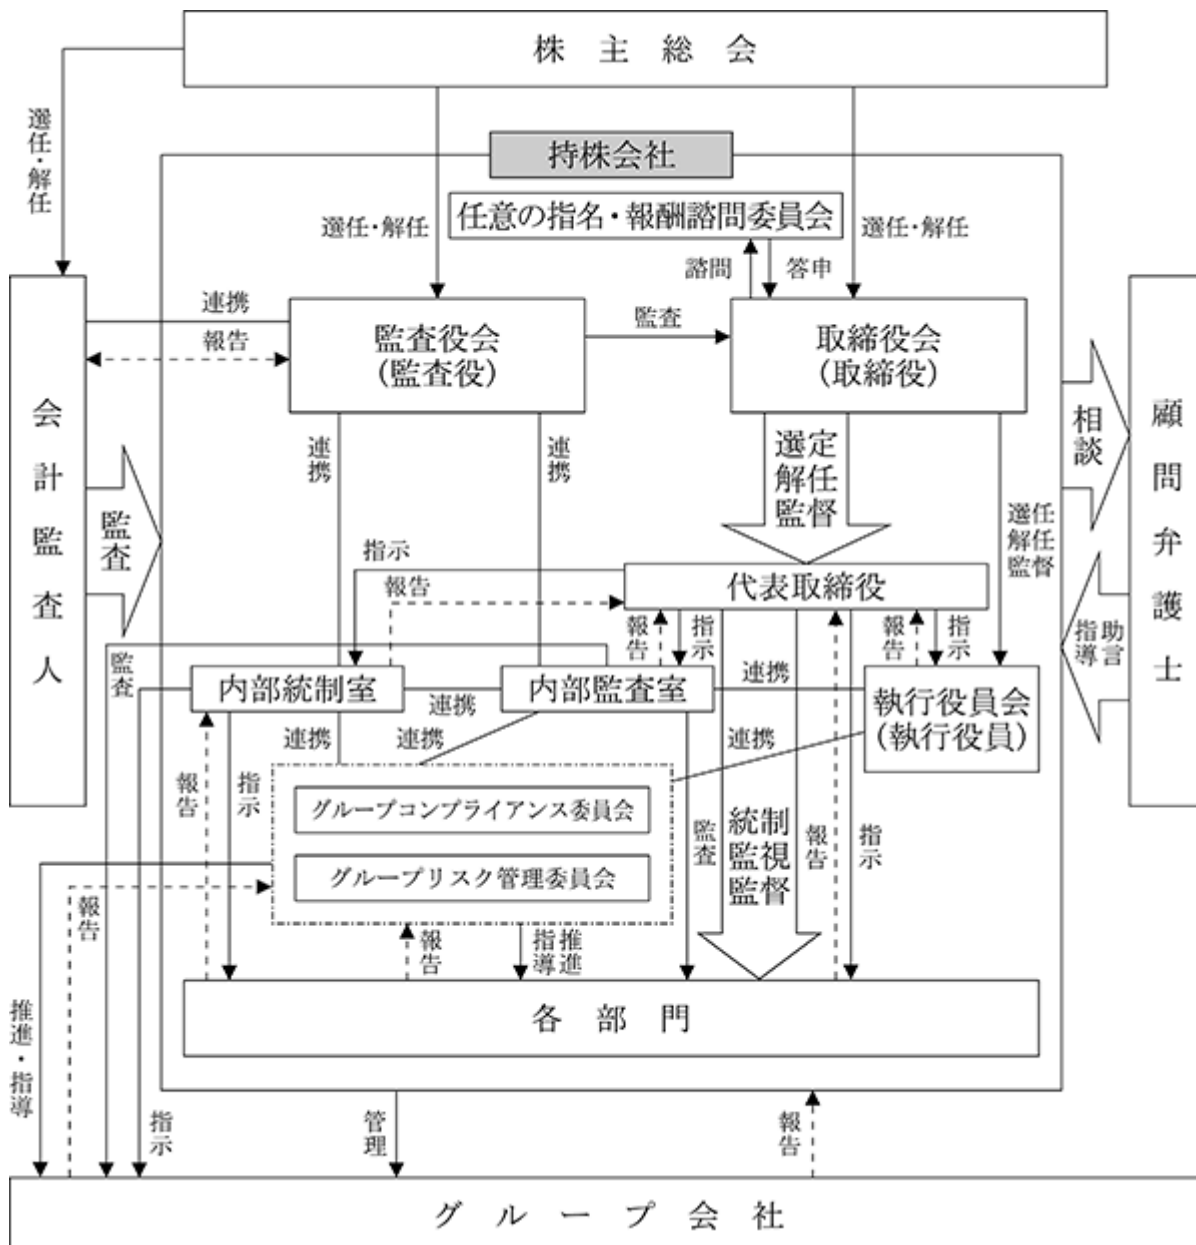 株主総会
選任・解任
持株会社
任意の指名・報酬諮問委員会
選任・解任
選任・解任
諮問
答申
連携
報告
監査役会
(監査役)
監査
取締役会
(取締役)
会計監査人
監査
連携
連携
選定
解任
監督
選任
解任
監督
相談
顧問弁護士
助言
指導
指示
報告
代表取締役
報告
指示
報告
指示
監査
内部統制室
連携
内部監査室
連携
執行役員会
(執行役員)
連携
連携
連携
報告
指示
グループコンプライアンス委員会
グループリスク管理委員会
監査
統制
監視
監督
報告
指示
報告
報告
推進
指導
各部門
推進・指導
指示
管理
報告
グループ会社